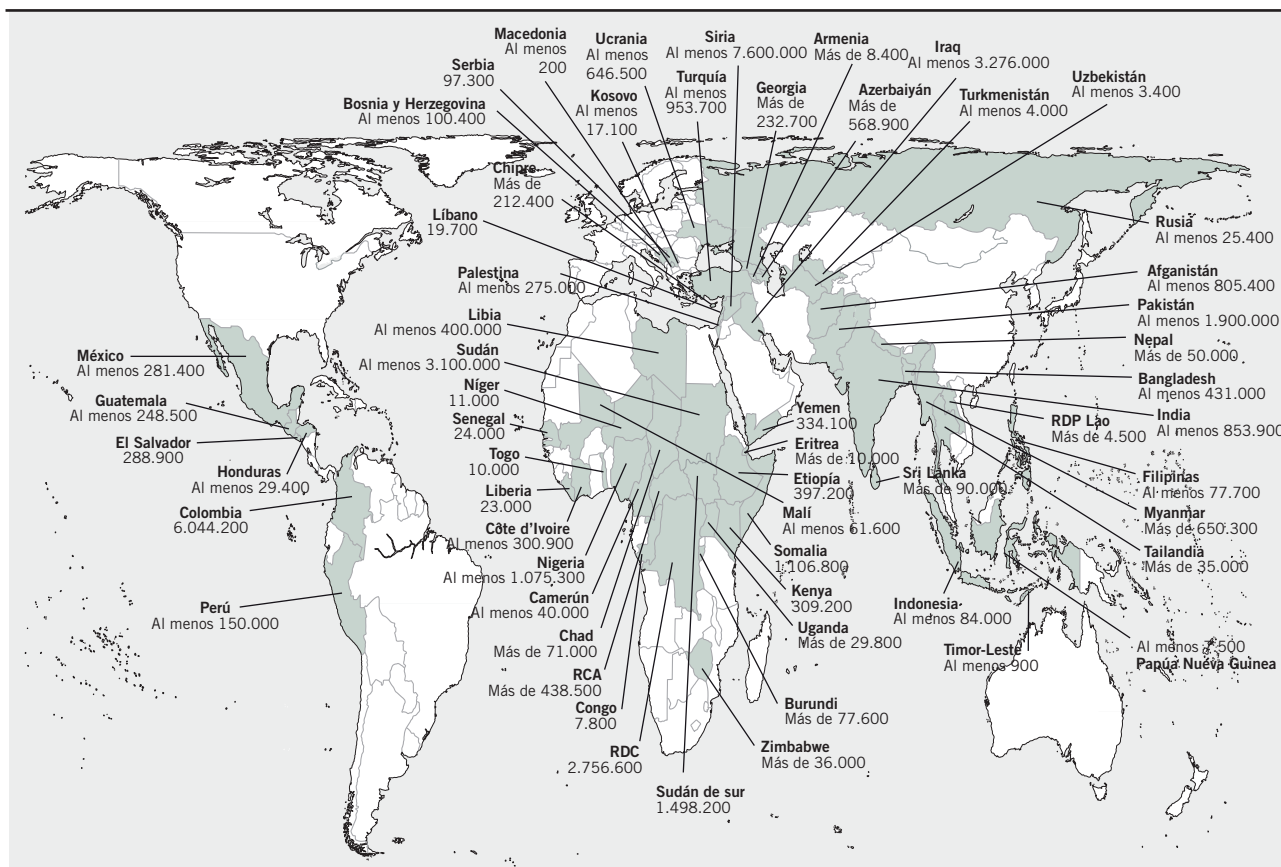 Macedonia
Al menos
200
Ucrania
Al menos
646.500
Siria
Al menos 7.600.000
Armenia
Más de 8.400
Iraq
Al menos 3.276.000
Serbia
97.300
Kosovo
Al menos
17.100
Turquía
Al menos
953.700
Georgia
Más de
232.700
Azerbaiyán
Más de
568.900
Turkmenistán
Al menos 4.000
Uzbekistán
Al menos 3.400
Bosnia y Herzegovina
Al menos 100.400
Chipre
Más de
212.400
Líbano
19.700
Palestina
275.000
Libia
Al menos 400.000
Sudán
Al menos 3.100.000
Níger
11.000
Senegal
24.000
Togo
10.000
Liberia
23.000
Côte d'Ivoire
Al menos 300.900
Nigeria
Al menos 1.075.300
Camerún
Al menos 40.000
Chad
Más de 71.000
RCA
Más de 438.500
Congo
7.800
RDC
2.756.600
Sudán de sur
1.498.200
México
Al menos 281.400
Guatemala
Al menos 248.500
El Salvador
288.900
Honduras
Al menos 29.400
Colombia
6.044.200
Perú
Al menos 150.000
Rusia
Al menos 25.400
Afganistán
Al menos 805.400
Pakistán
Al menos 1.900.000
Nepal
Más de 50.000
Bangladesh
Al menos 431.000
India
Al menos 853.900
RDP Lao
Más de 4.500
Filipinas
Al menos 77.700
Myanmar
Más de 650.300
Tailandia
Más de 35.000
Yemen
334.100
Eritrea
Más de 10.000
Etiopía
397.200
Malí
Al menos 61.600
Sri Lanka
Más de 90.000
Somalia
1.106.800
Kenya
309.200
Uganda
Más de 29.800
Burundi
Más de 77.600
Zimbabwe
Más de 36.000
Indonesia
Al menos 84.000
Timor-Leste
Al menos 900
Al menos 7.500
Papúa Nueva Guinea